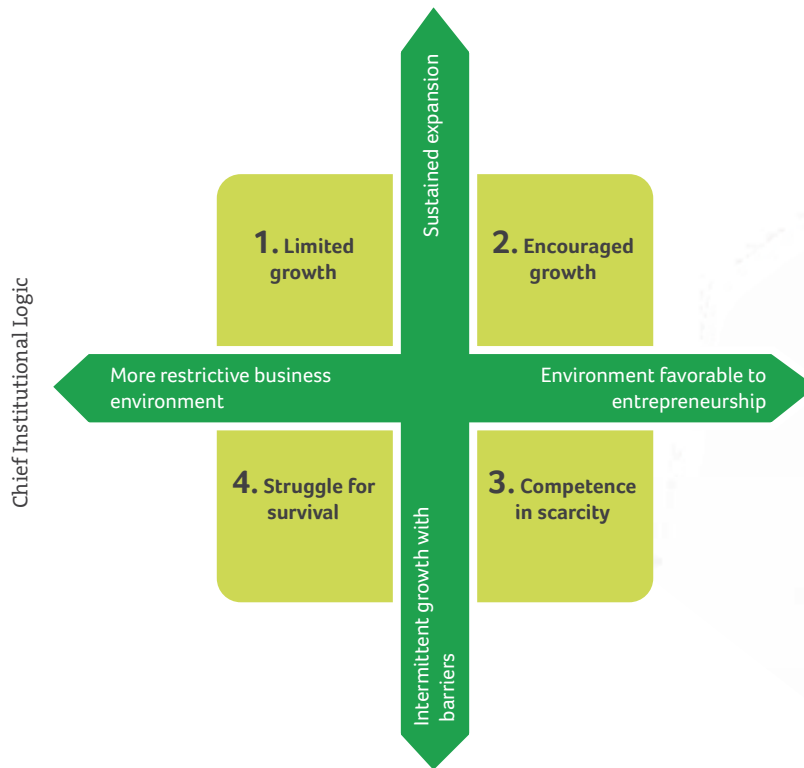 Chief Institutional Logic
Sustained expansion
1. Limited
growth
2. Encouraged
growth
More restrictive business
environment
Environment favorable to
entrepreneurship
4. Struggle for
survival
3. Competence
in scarcity
Intermittent growth with
barriers